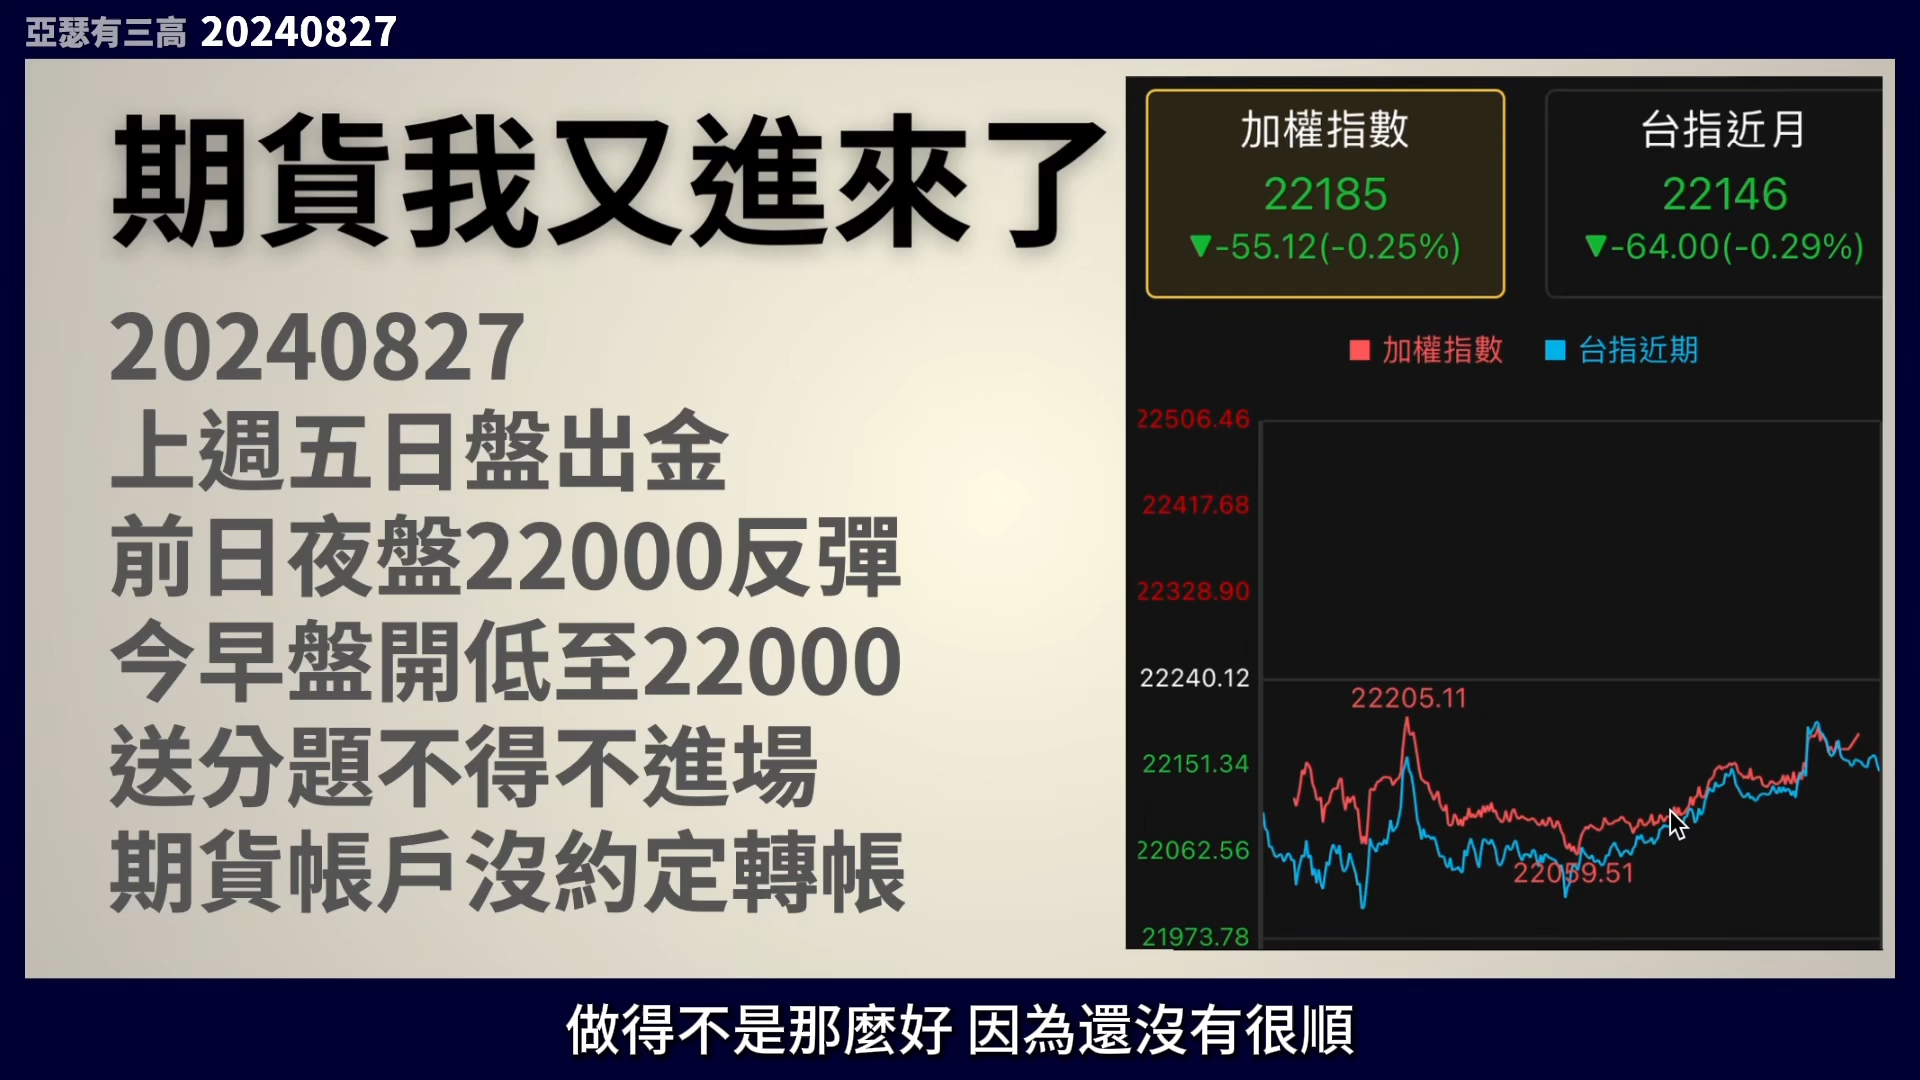 亞瑟有三高 20240827
期貨我又進來了
20240827
上週五日盤出金
前日夜盤22000反彈
今早盤開低至22000
送分題不得不進場
期貨帳戶沒約定轉帳
加權指數
22185
▼-55.12(-0.25%)
台指近月
22146
▼-64.00(-0.29%)
加權指數 台指近期
22506.46
22417.68
22328.90
22240.12
22205.11
22151.34
22062.56
22059.51
21973.78
做得不是那麼好 因為還沒有很順